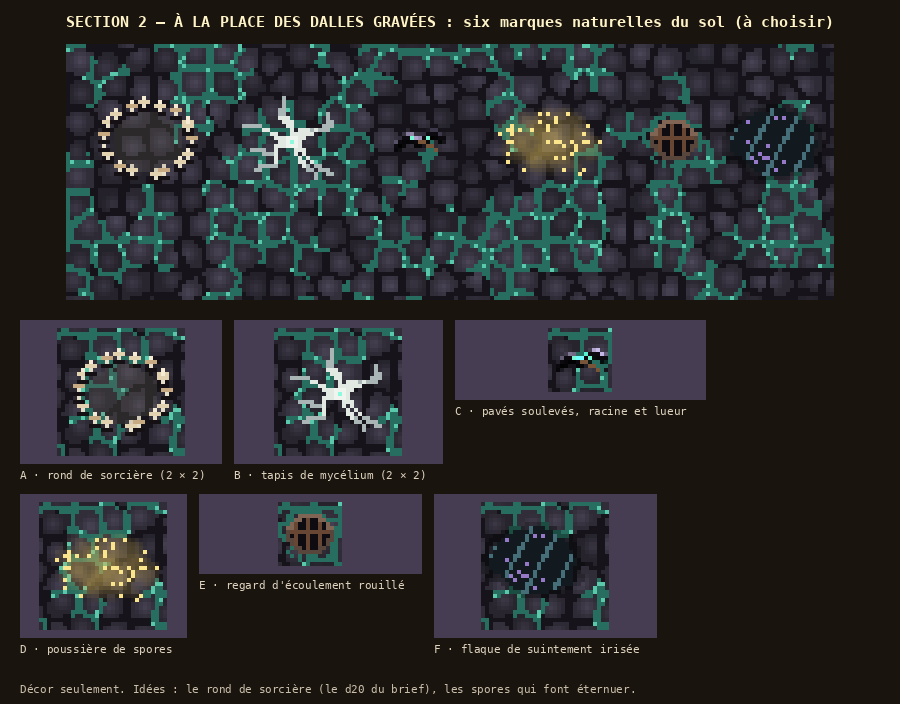 SECTION 2 — À LA PLACE DES DALLES GRAVÉES : six marques naturelles du sol (à choisir)
A · rond de sorcière (2 × 2)
B · tapis de mycélium (2 × 2)
C · pavés soulevés, racine et lueur
D · poussière de spores
E · regard d'écoulement rouillé
F · flaque de suintement irisée
Décor seulement. Idées : le rond de sorcière (le d20 du brief), les spores qui font éternuer.